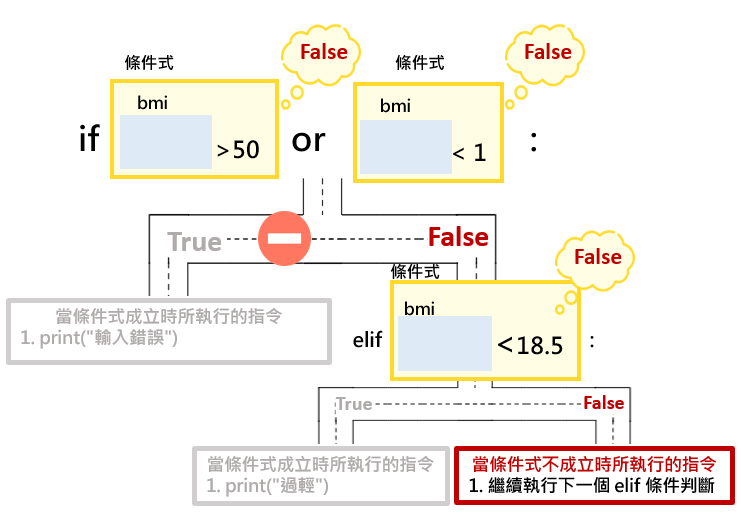 False
False
條件式
條件式
bmi
bmi
if
>50
or
< 1
:
True
False
False
條件式
當條件式成立時所執行的指令
1. print("輸入錯誤")
bmi
elif
<18.5
:
True
False
當條件式成立時所執行的指令
1. print("過輕")
當條件式不成立時所執行的指令
1. 繼續執行下一個 elif 條件判斷